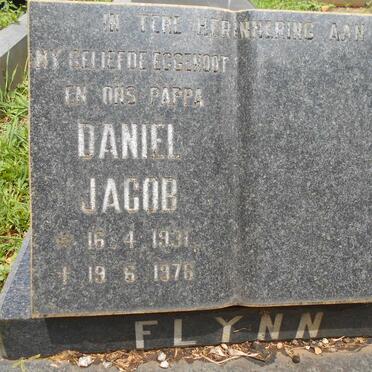 IN TERE HERINNERING AAN
MY GELIEFDE EGGENOOT
EN ONS PAPPA
DANIEL
JACOB
* 16.4.1931.
† 19.6.1976
FLYNN